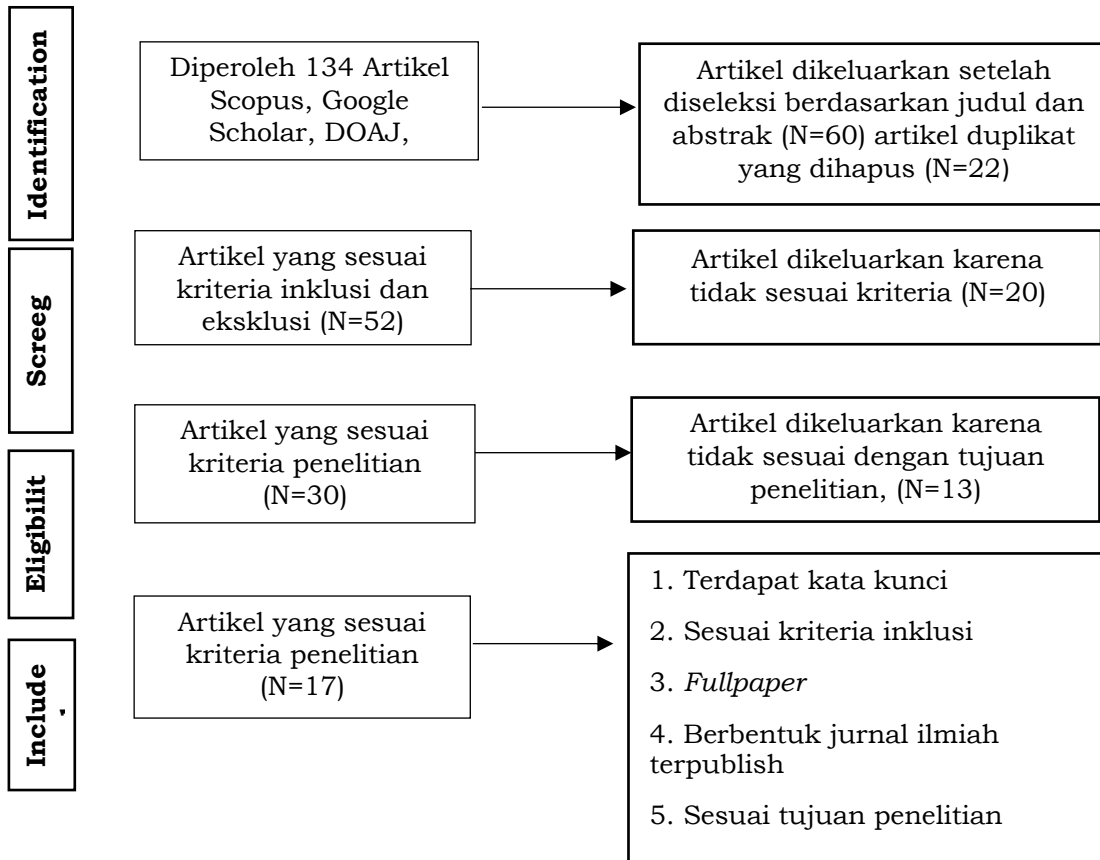 Identification
Diperoleh 134 Artikel
Scopus, Google
Scholar, DOAJ,
Artikel dikeluarkan setelah
diseleksi berdasarkan judul dan
abstrak (N=60) artikel duplikat
yang dihapus (N=22)
Screeg
Artikel yang sesuai
kriteria inklusi dan
eksklusi (N=52)
Artikel dikeluarkan karena
tidak sesuai kriteria (N=20)
Eligibilit
Artikel yang sesuai
kriteria penelitian
(N=30)
Artikel dikeluarkan karena
tidak sesuai dengan tujuan
penelitian, (N=13)
Include
Artikel yang sesuai
kriteria penelitian
(N=17)
1. Terdapat kata kunci
2. Sesuai kriteria inklusi
3. Fullpaper
4. Berbentuk jurnal ilmiah
terpublish
5. Sesuai tujuan penelitian